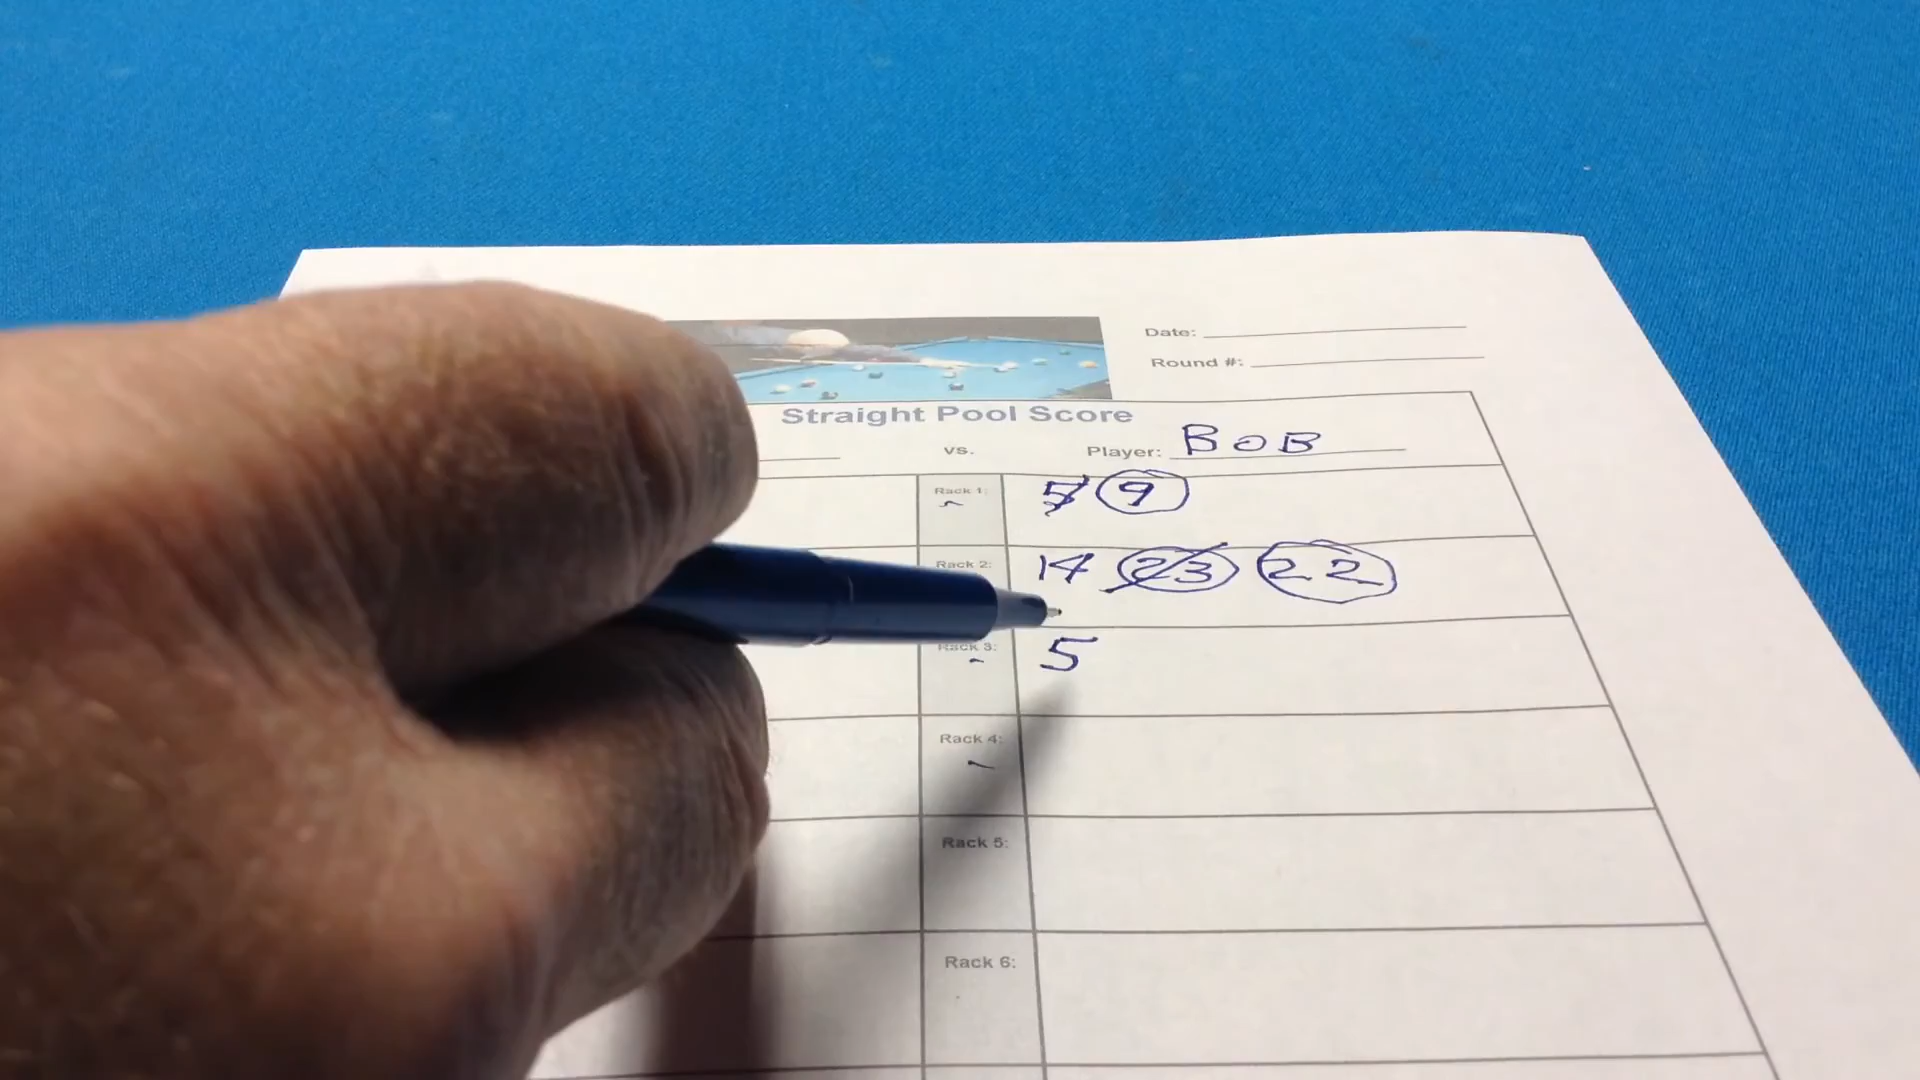 Date:
Round #:
Straight Pool Score
vs. Player: BOB
Rack 1: 5 9
Rack 2: 14 23 22
Rack 3: 5
Rack 4:
Rack 5:
Rack 6: